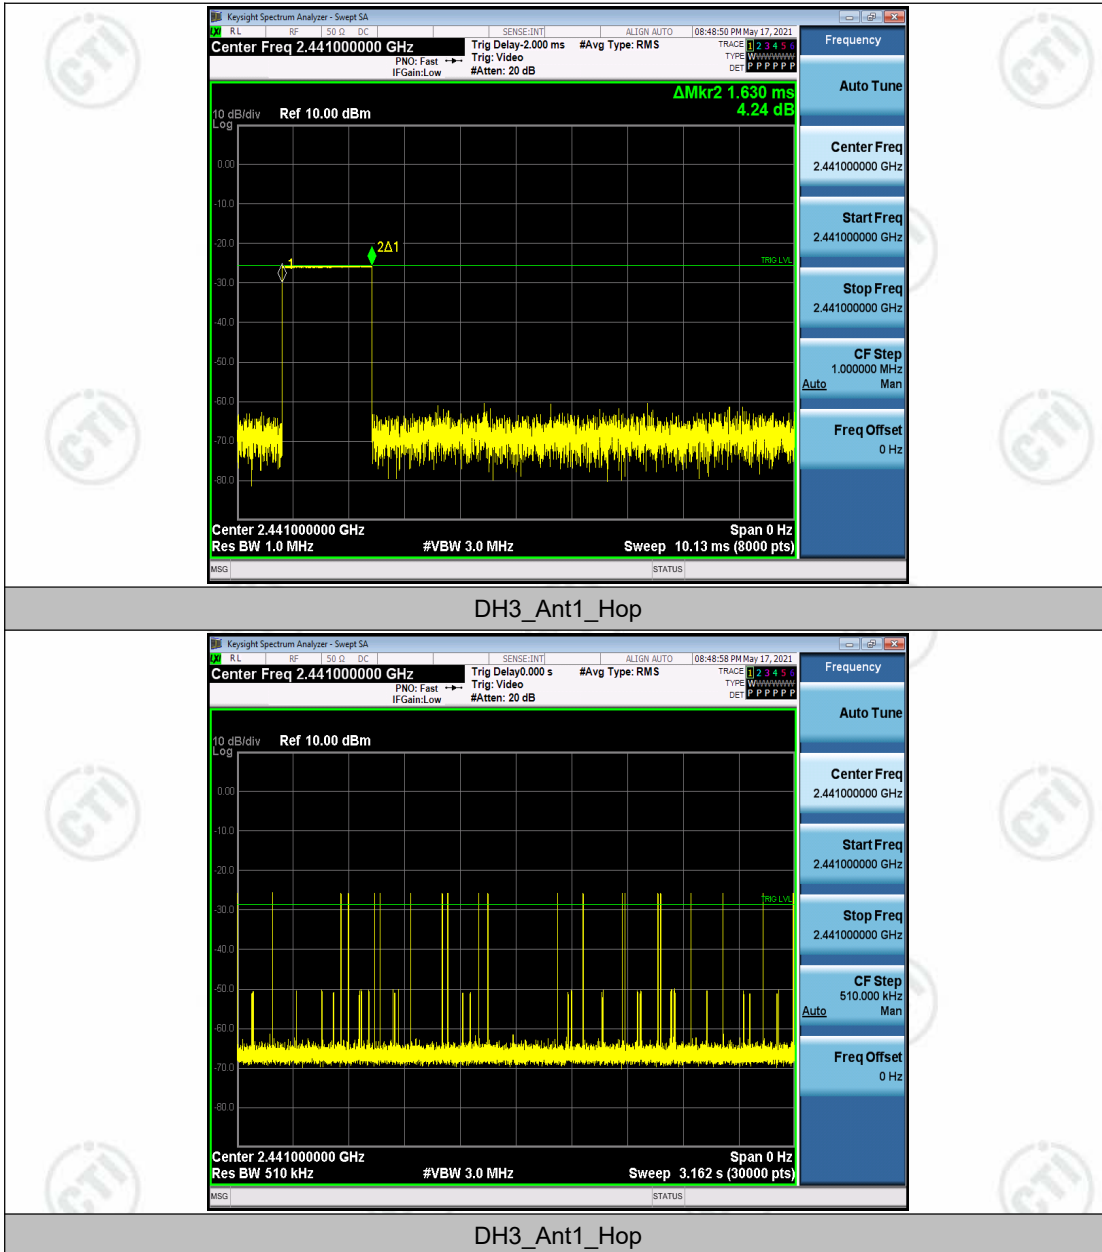 Keysight Spectrum Analyzer - Swept SA
LXI RL RF 50 Ω DC SENSE:INT ALIGN AUTO 08:48:50 PM May 17, 2021
Center Freq 2.441000000 GHz
PNO: Fast
IFGain:Low
Trig Delay-2.000 ms
Trig: Video
#Atten: 20 dB
#Avg Type: RMS
TRACE 1 2 3 4 5 6
TYPE WWWWWW
DET P P P P P P
ΔMkr2 1.630 ms
4.24 dB
10 dB/div Ref 10.00 dBm
Log
0.00
-10.0
-20.0
-30.0
-40.0
-50.0
-60.0
-70.0
-80.0
1
2Δ1
TRIG LVL
Center 2.441000000 GHz Span 0 Hz
Res BW 1.0 MHz #VBW 3.0 MHz Sweep 10.13 ms (8000 pts)
MSG STATUS
Frequency
Auto Tune
Center Freq
2.441000000 GHz
Start Freq
2.441000000 GHz
Stop Freq
2.441000000 GHz
CF Step
1.000000 MHz
Auto Man
Freq Offset
0 Hz
DH3_Ant1_Hop
Keysight Spectrum Analyzer - Swept SA
LXI RL RF 50 Ω DC SENSE:INT ALIGN AUTO 08:48:58 PM May 17, 2021
Center Freq 2.441000000 GHz
PNO: Fast
IFGain:Low
Trig Delay0.000 s
Trig: Video
#Atten: 20 dB
#Avg Type: RMS
TRACE 1 2 3 4 5 6
TYPE WWWWWW
DET P P P P P P
10 dB/div Ref 10.00 dBm
Log
0.00
-10.0
-20.0
-30.0
-40.0
-50.0
-60.0
-70.0
-80.0
TRIG LVL
Center 2.441000000 GHz Span 0 Hz
Res BW 510 kHz #VBW 3.0 MHz Sweep 3.162 s (30000 pts)
MSG STATUS
Frequency
Auto Tune
Center Freq
2.441000000 GHz
Start Freq
2.441000000 GHz
Stop Freq
2.441000000 GHz
CF Step
510.000 kHz
Auto Man
Freq Offset
0 Hz
DH3_Ant1_Hop
CTI
CTI
CTI
CTI
CTI
CTI
CTI
CTI